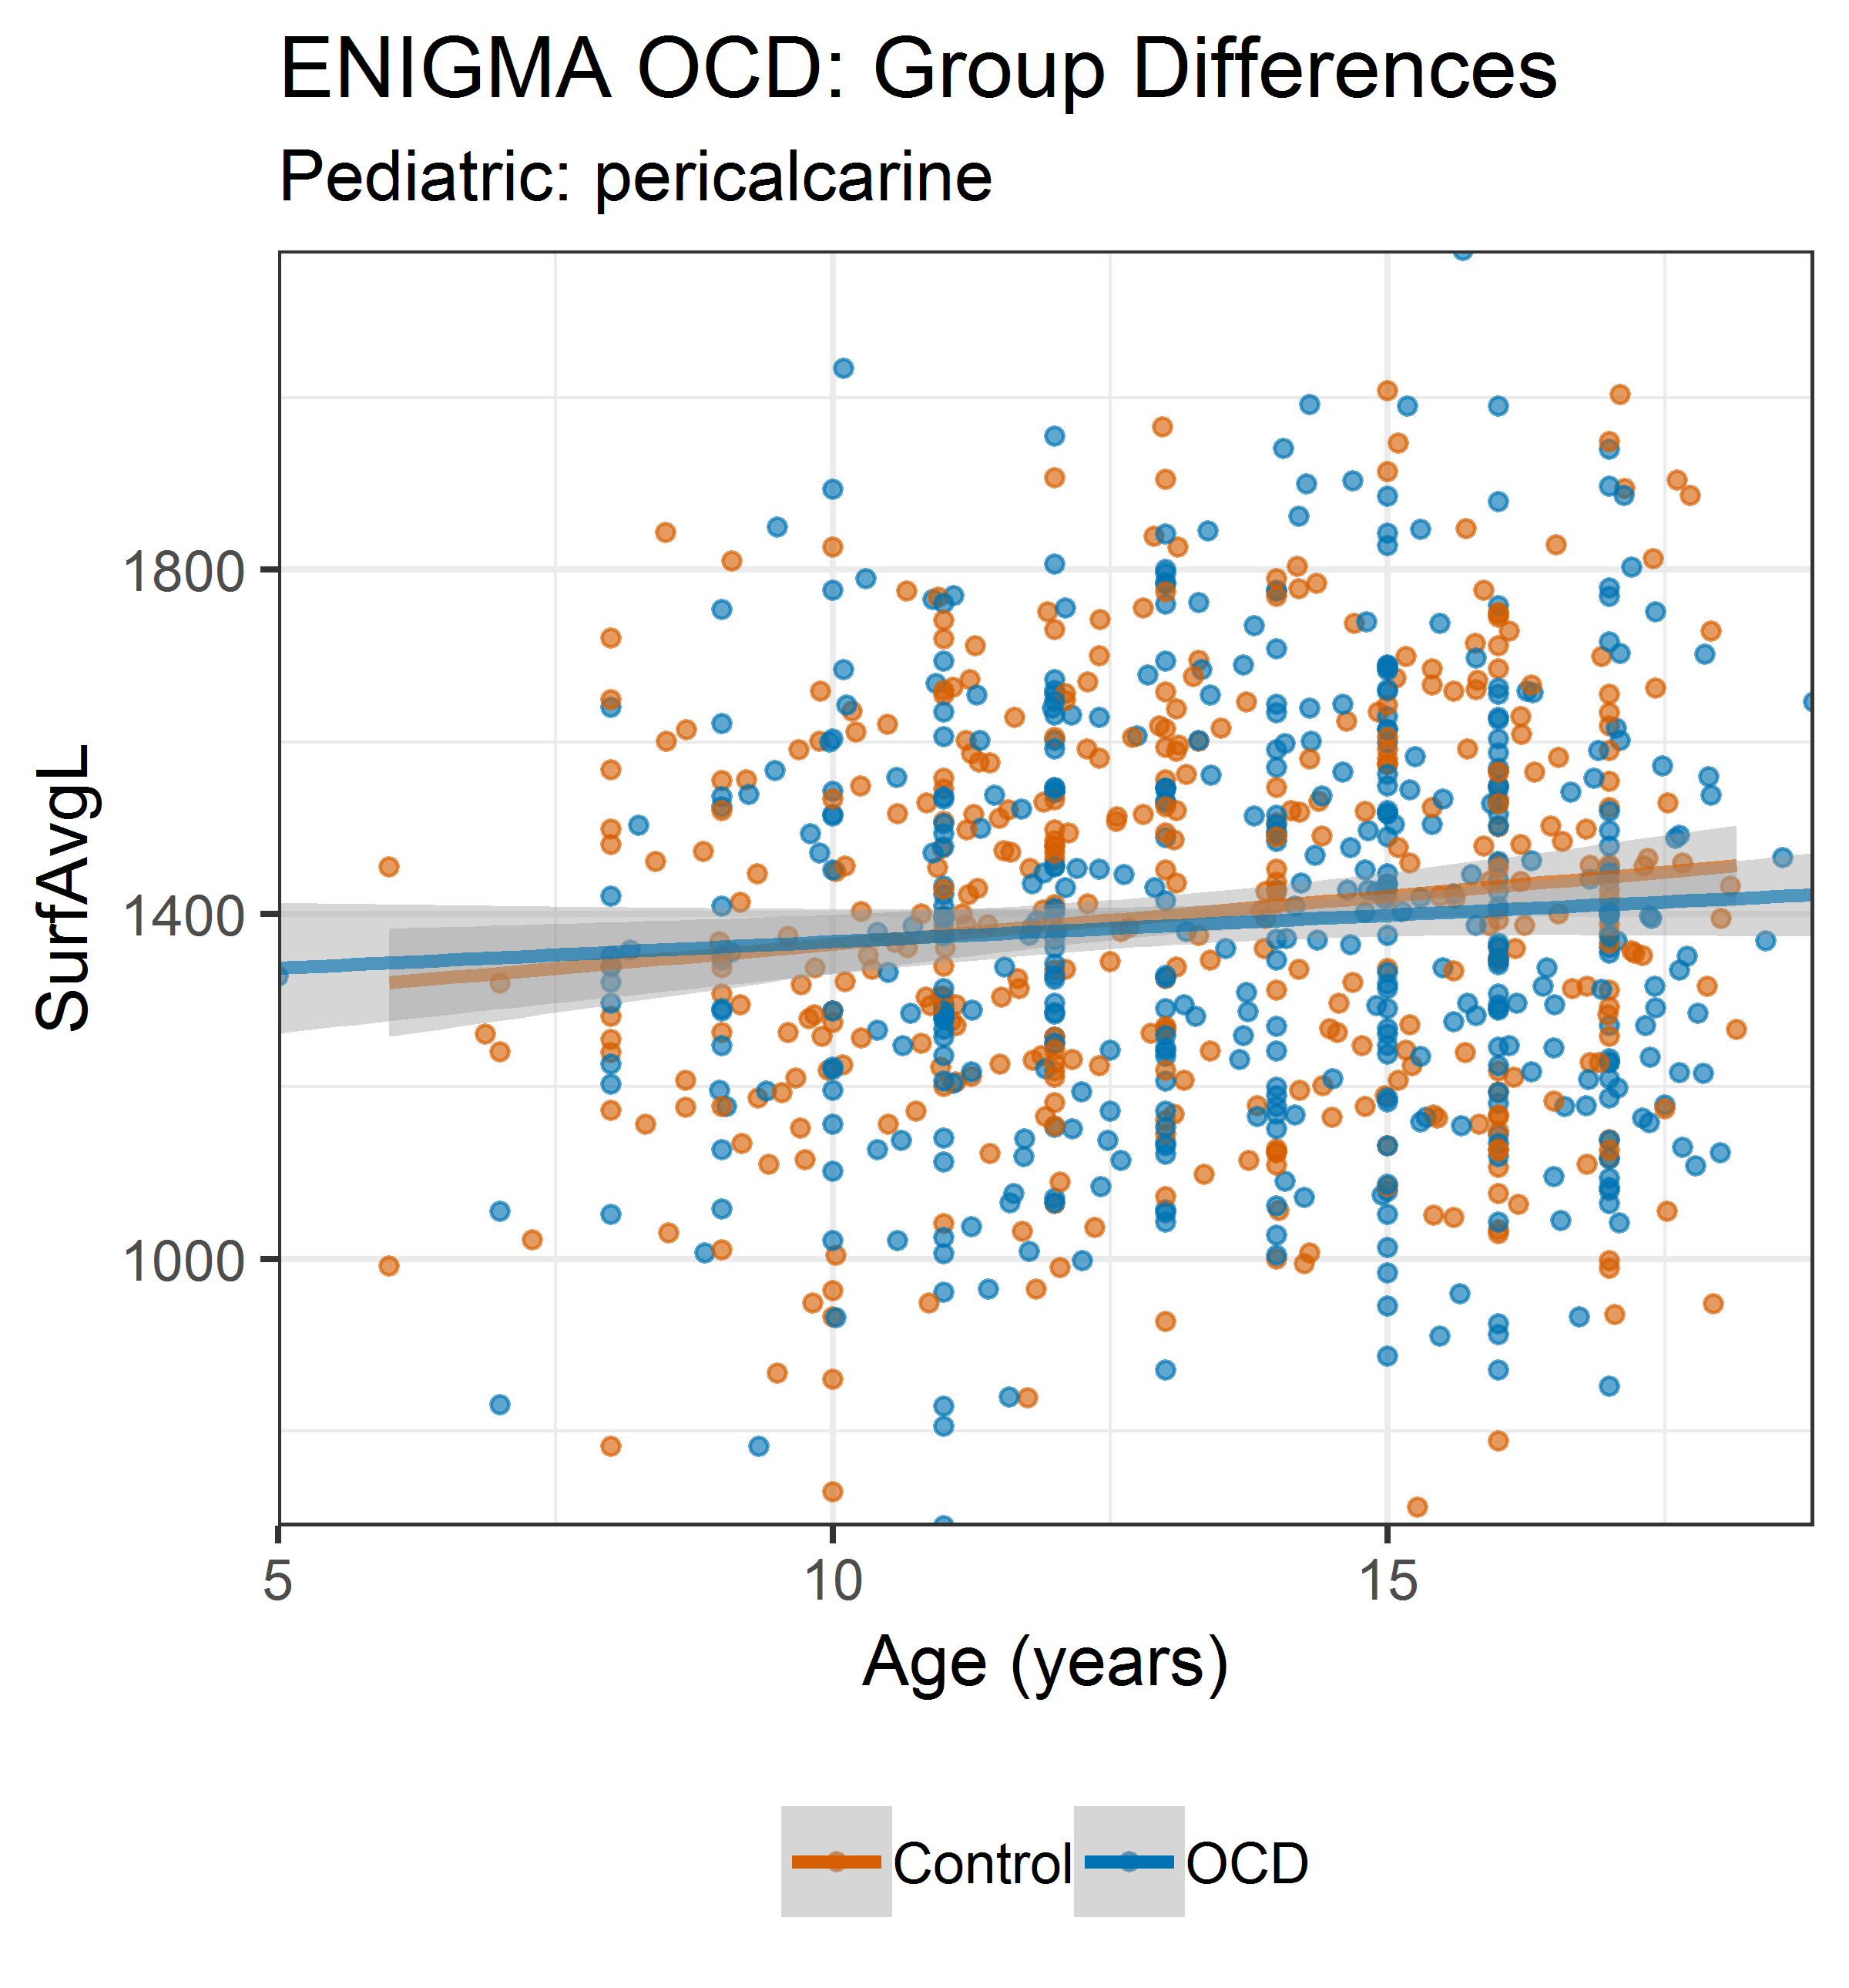 ENIGMA OCD: Group Differences
Pediatric: pericalcarine
SurfAvgL
1800
1400
1000
5 10 15
Age (years)
Control OCD